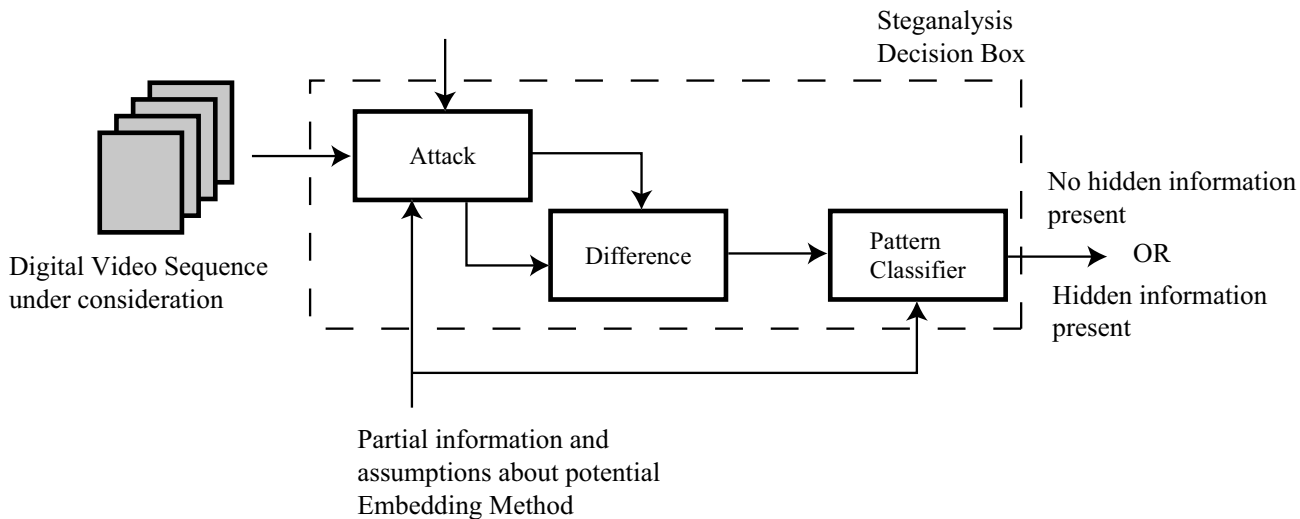 Steganalysis
Decision Box
Attack
Difference
Pattern
Classifier
No hidden information
present
OR
Hidden information
present
Digital Video Sequence
under consideration
Partial information and
assumptions about potential
Embedding Method